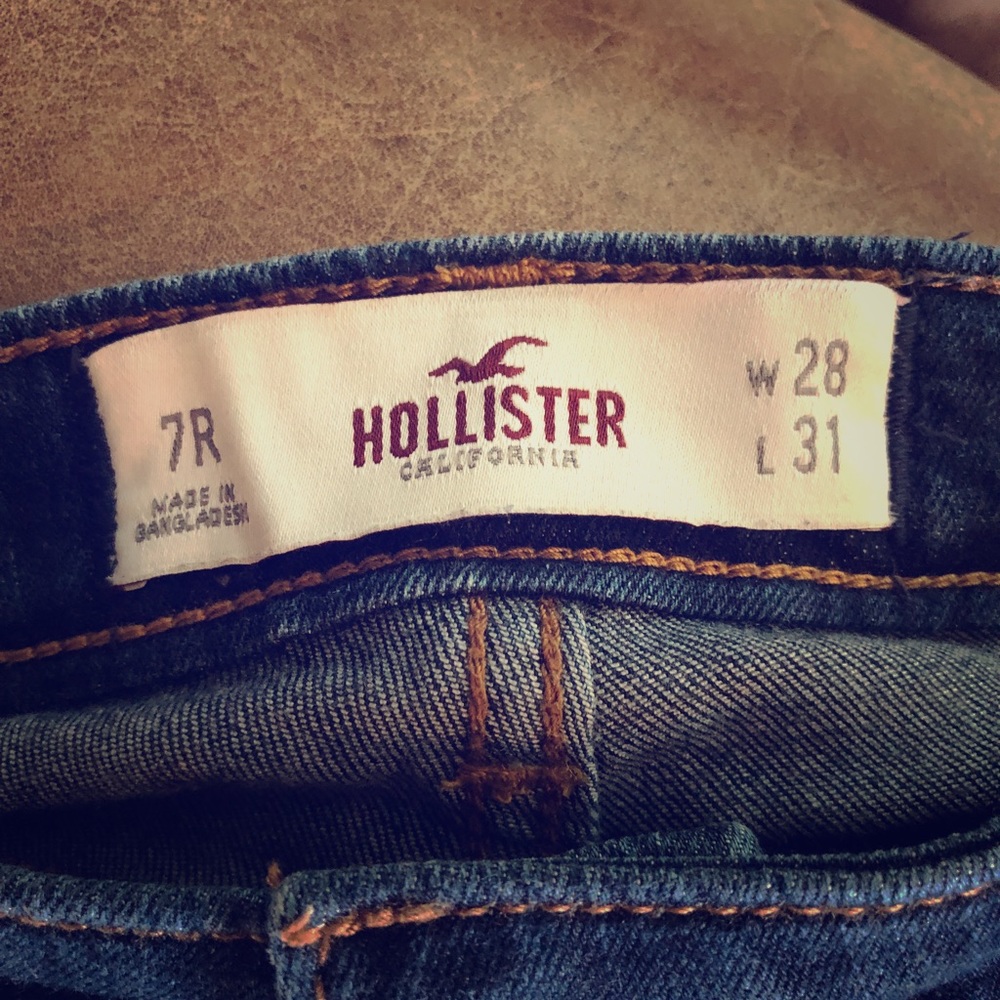 7R
MADE IN
BANGLADESH
HOLLISTER
CALIFORNIA
W 28
L 31